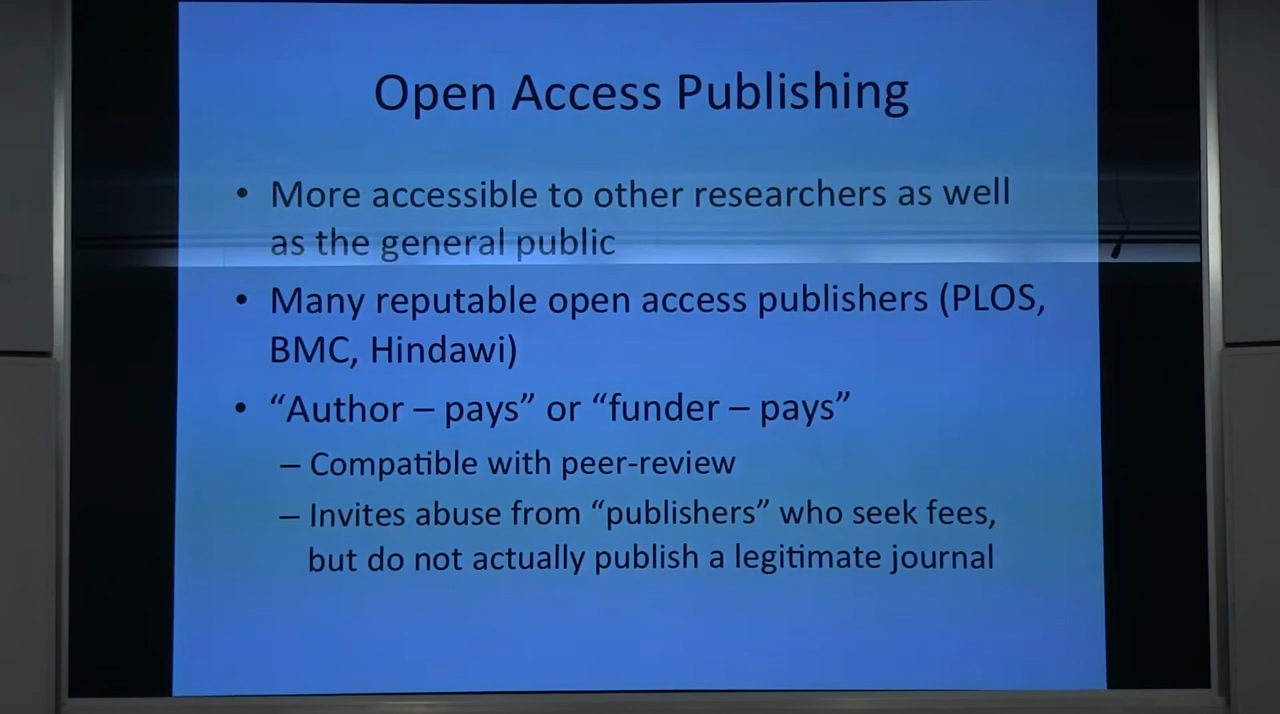 Open Access Publishing
• More accessible to other researchers as well
as the general public
• Many reputable open access publishers (PLOS,
BMC, Hindawi)
• “Author – pays” or “funder – pays”
– Compatible with peer-review
– Invites abuse from “publishers” who seek fees,
but do not actually publish a legitimate journal